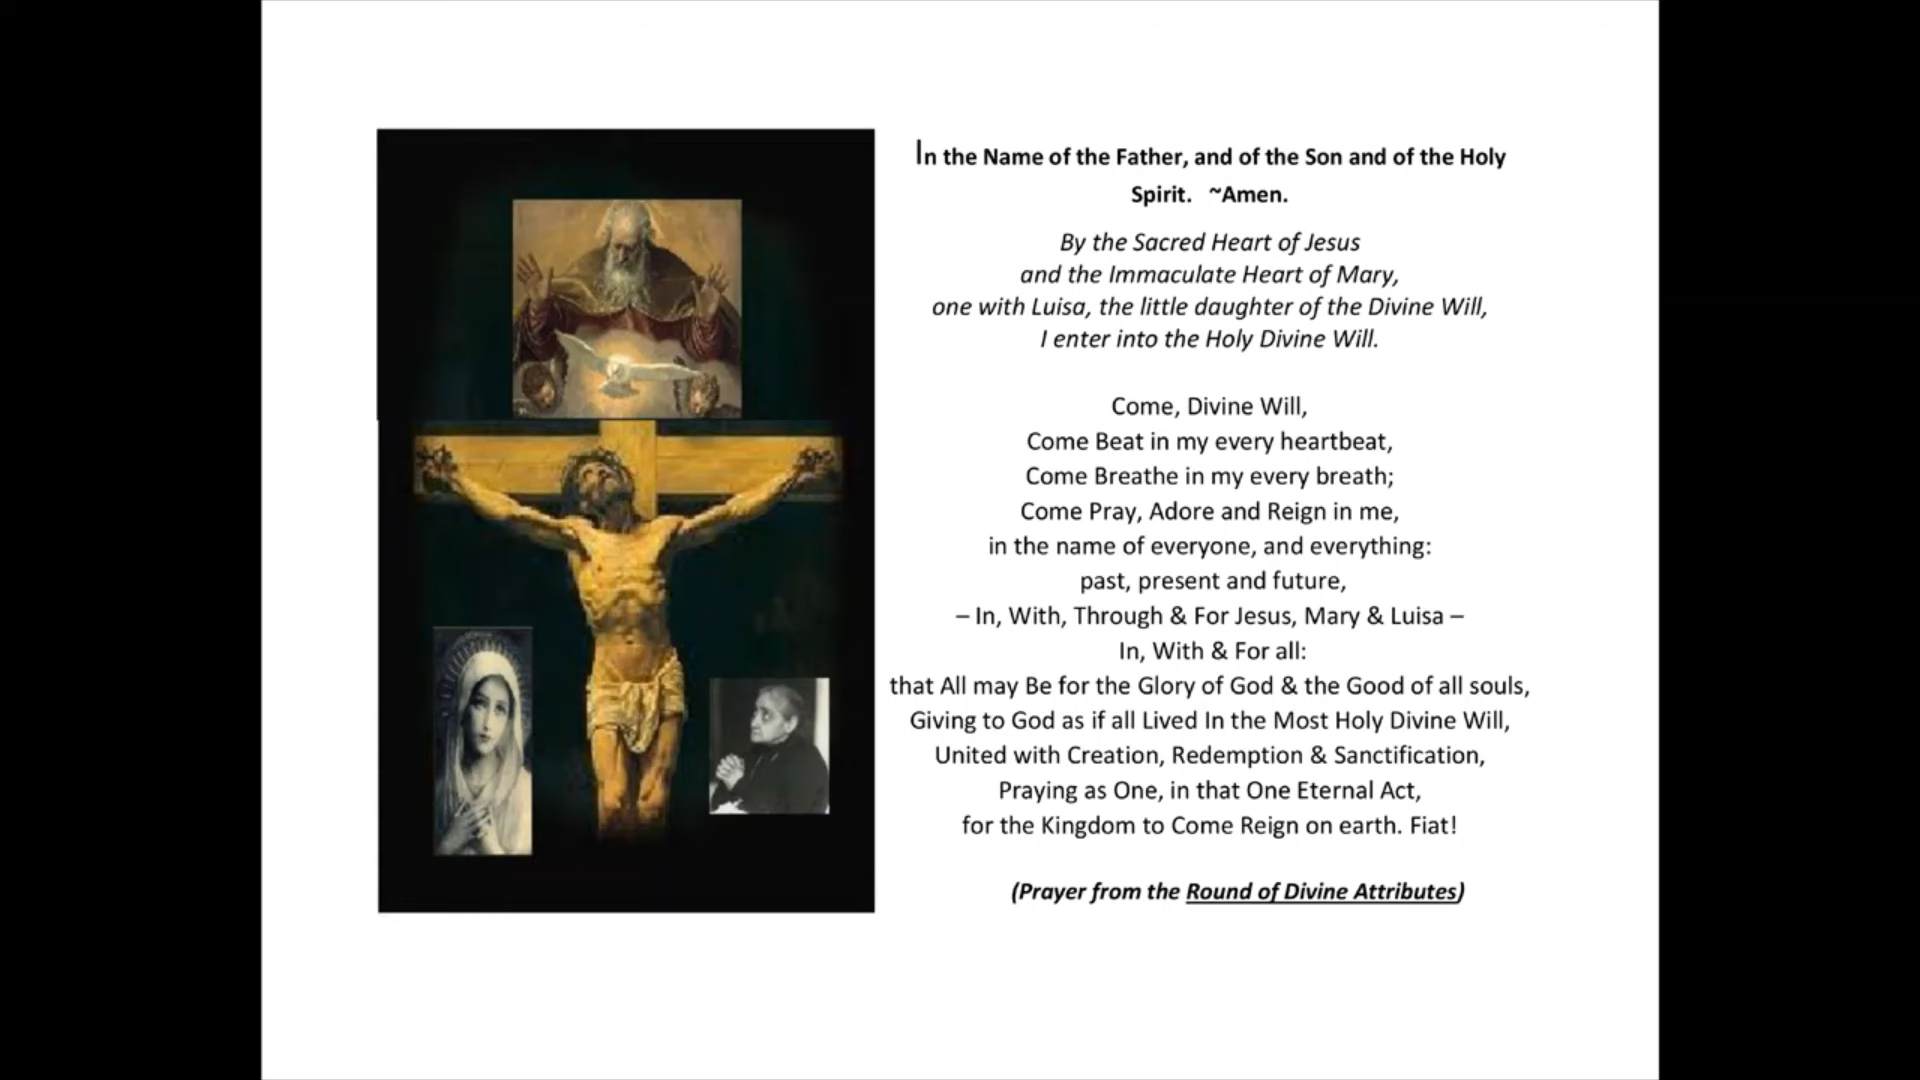 In the Name of the Father, and of the Son and of the Holy
Spirit. ~Amen.
By the Sacred Heart of Jesus
and the Immaculate Heart of Mary,
one with Luisa, the little daughter of the Divine Will,
I enter into the Holy Divine Will.
Come, Divine Will,
Come Beat in my every heartbeat,
Come Breathe in my every breath;
Come Pray, Adore and Reign in me,
in the name of everyone, and everything:
past, present and future,
– In, With, Through & For Jesus, Mary & Luisa –
In, With & For all:
that All may Be for the Glory of God & the Good of all souls,
Giving to God as if all Lived In the Most Holy Divine Will,
United with Creation, Redemption & Sanctification,
Praying as One, in that One Eternal Act,
for the Kingdom to Come Reign on earth. Fiat!
(Prayer from the Round of Divine Attributes)